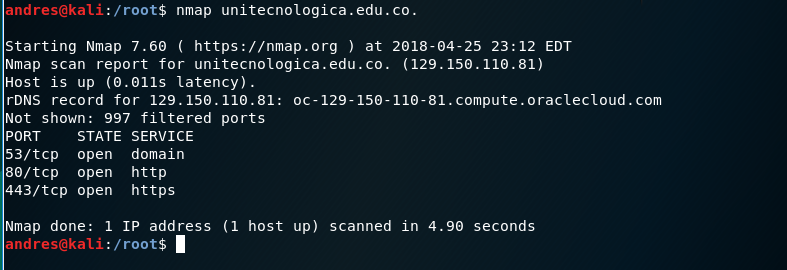 andres@kali:/root$ nmap unitecnologica.edu.co.
Starting Nmap 7.60 ( https://nmap.org ) at 2018-04-25 23:12 EDT
Nmap scan report for unitecnologica.edu.co. (129.150.110.81)
Host is up (0.011s latency).
rDNS record for 129.150.110.81: oc-129-150-110-81.compute.oraclecloud.com
Not shown: 997 filtered ports
PORT    STATE SERVICE
53/tcp  open  domain
80/tcp  open  http
443/tcp open  https
Nmap done: 1 IP address (1 host up) scanned in 4.90 seconds
andres@kali:/root$